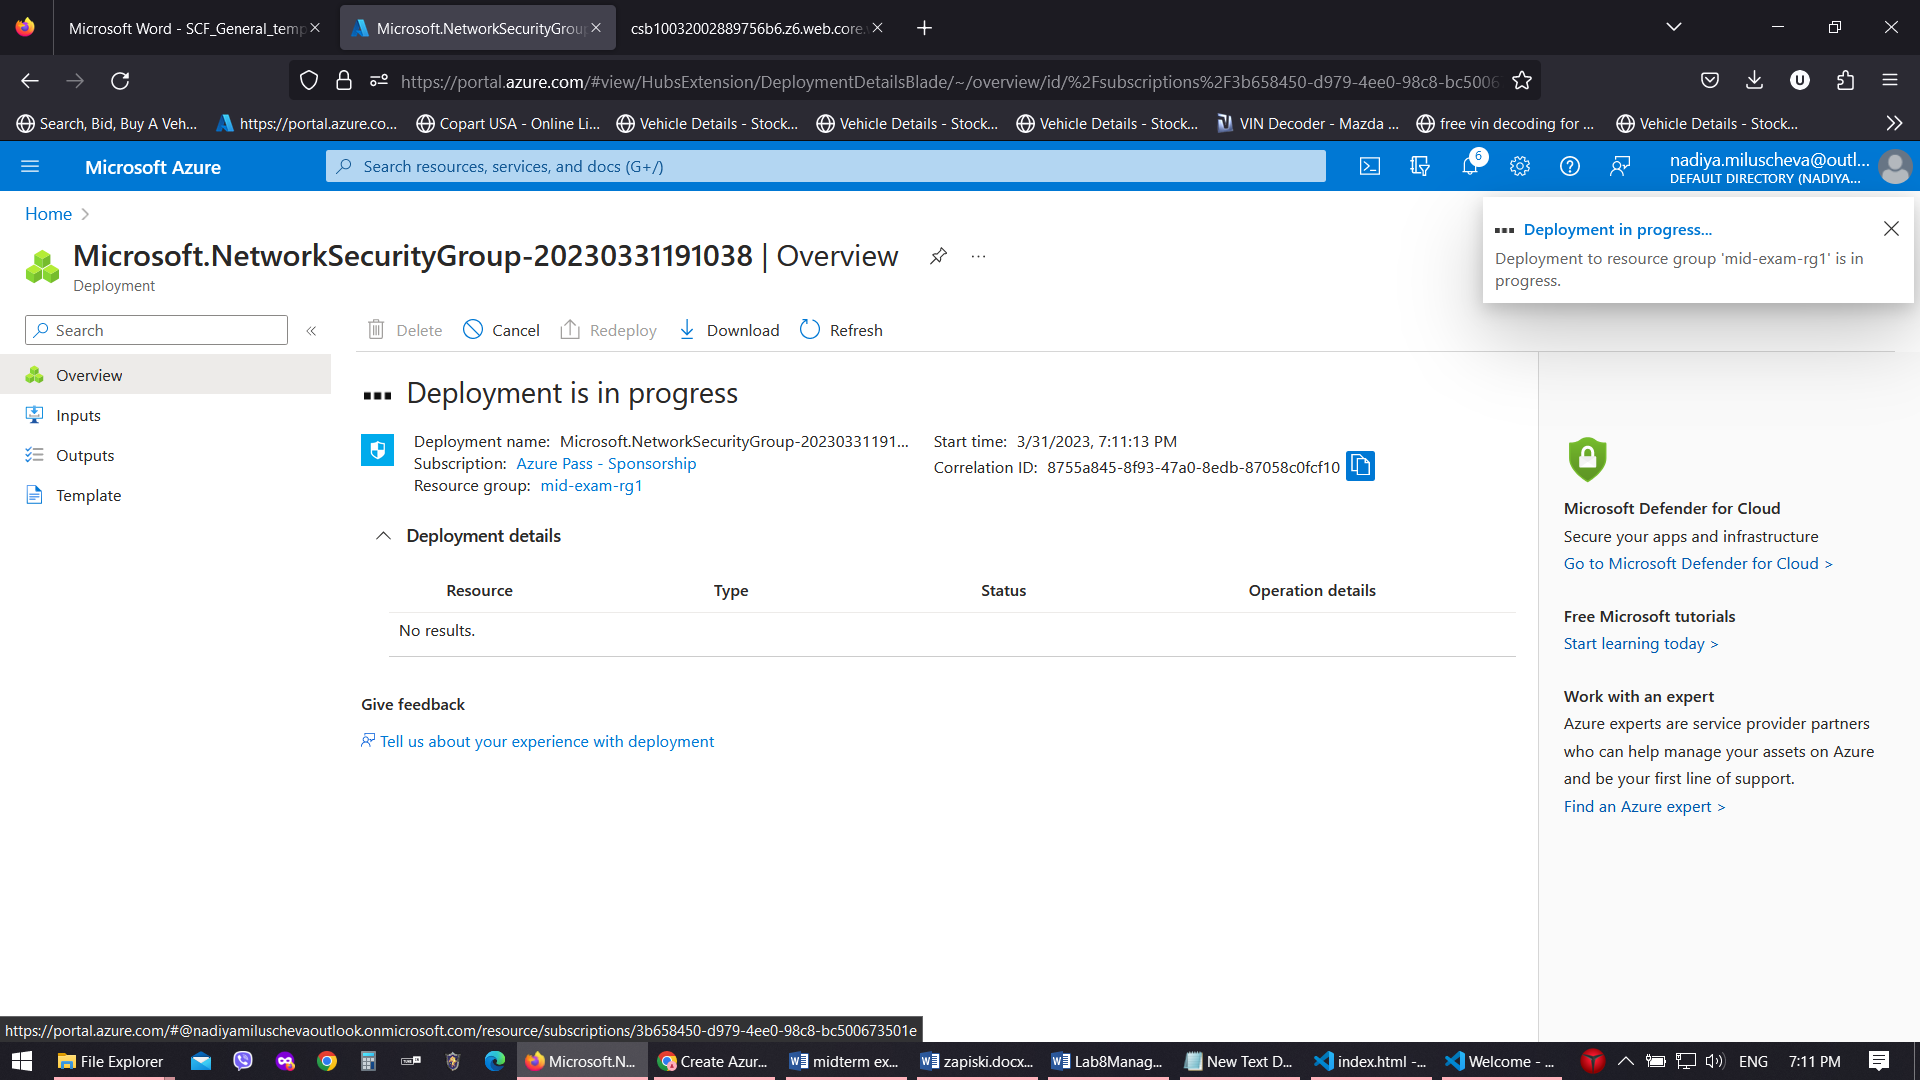 Microsoft Word - SCF_General_temp
Microsoft.NetworkSecurityGroup
csb10032002889756b6.z6.web.core.
https://portal.azure.com/#view/HubsExtension/DeploymentDetailsBlade/~/overview/id/%2Fsubscriptions%2F3b658450-d979-4ee0-98c8-bc50067
Search, Bid, Buy A Veh...
https://portal.azure.co...
Copart USA - Online Li...
Vehicle Details - Stock...
Vehicle Details - Stock...
Vehicle Details - Stock...
VIN Decoder - Mazda ...
free vin decoding for ...
Vehicle Details - Stock...
Microsoft Azure
Search resources, services, and docs (G+/)
6
nadiya.miluscheva@outl...
DEFAULT DIRECTORY (NADIYA...
Home
Microsoft.NetworkSecurityGroup-20230331191038 | Overview
Deployment
Deployment in progress...
Deployment to resource group 'mid-exam-rg1' is in
progress.
Search
Delete
Cancel
Redeploy
Download
Refresh
Overview
Inputs
Outputs
Template
Deployment is in progress
Deployment name: Microsoft.NetworkSecurityGroup-20230331191...
Subscription: Azure Pass - Sponsorship
Resource group: mid-exam-rg1
Start time: 3/31/2023, 7:11:13 PM
Correlation ID: 8755a845-8f93-47a0-8edb-87058c0fcf10
Deployment details
Resource Type Status Operation details
No results.
Give feedback
Tell us about your experience with deployment
Microsoft Defender for Cloud
Secure your apps and infrastructure
Go to Microsoft Defender for Cloud >
Free Microsoft tutorials
Start learning today >
Work with an expert
Azure experts are service provider partners
who can help manage your assets on Azure
and be your first line of support.
Find an Azure expert >
https://portal.azure.com/#@nadiyamiluschevaoutlook.onmicrosoft.com/resource/subscriptions/3b658450-d979-4ee0-98c8-bc500673501e
File Explorer
Microsoft.N...
Create Azur...
midterm ex...
zapiski.docx...
Lab8Manag...
New Text D...
index.html -...
Welcome - ...
ENG
7:11 PM